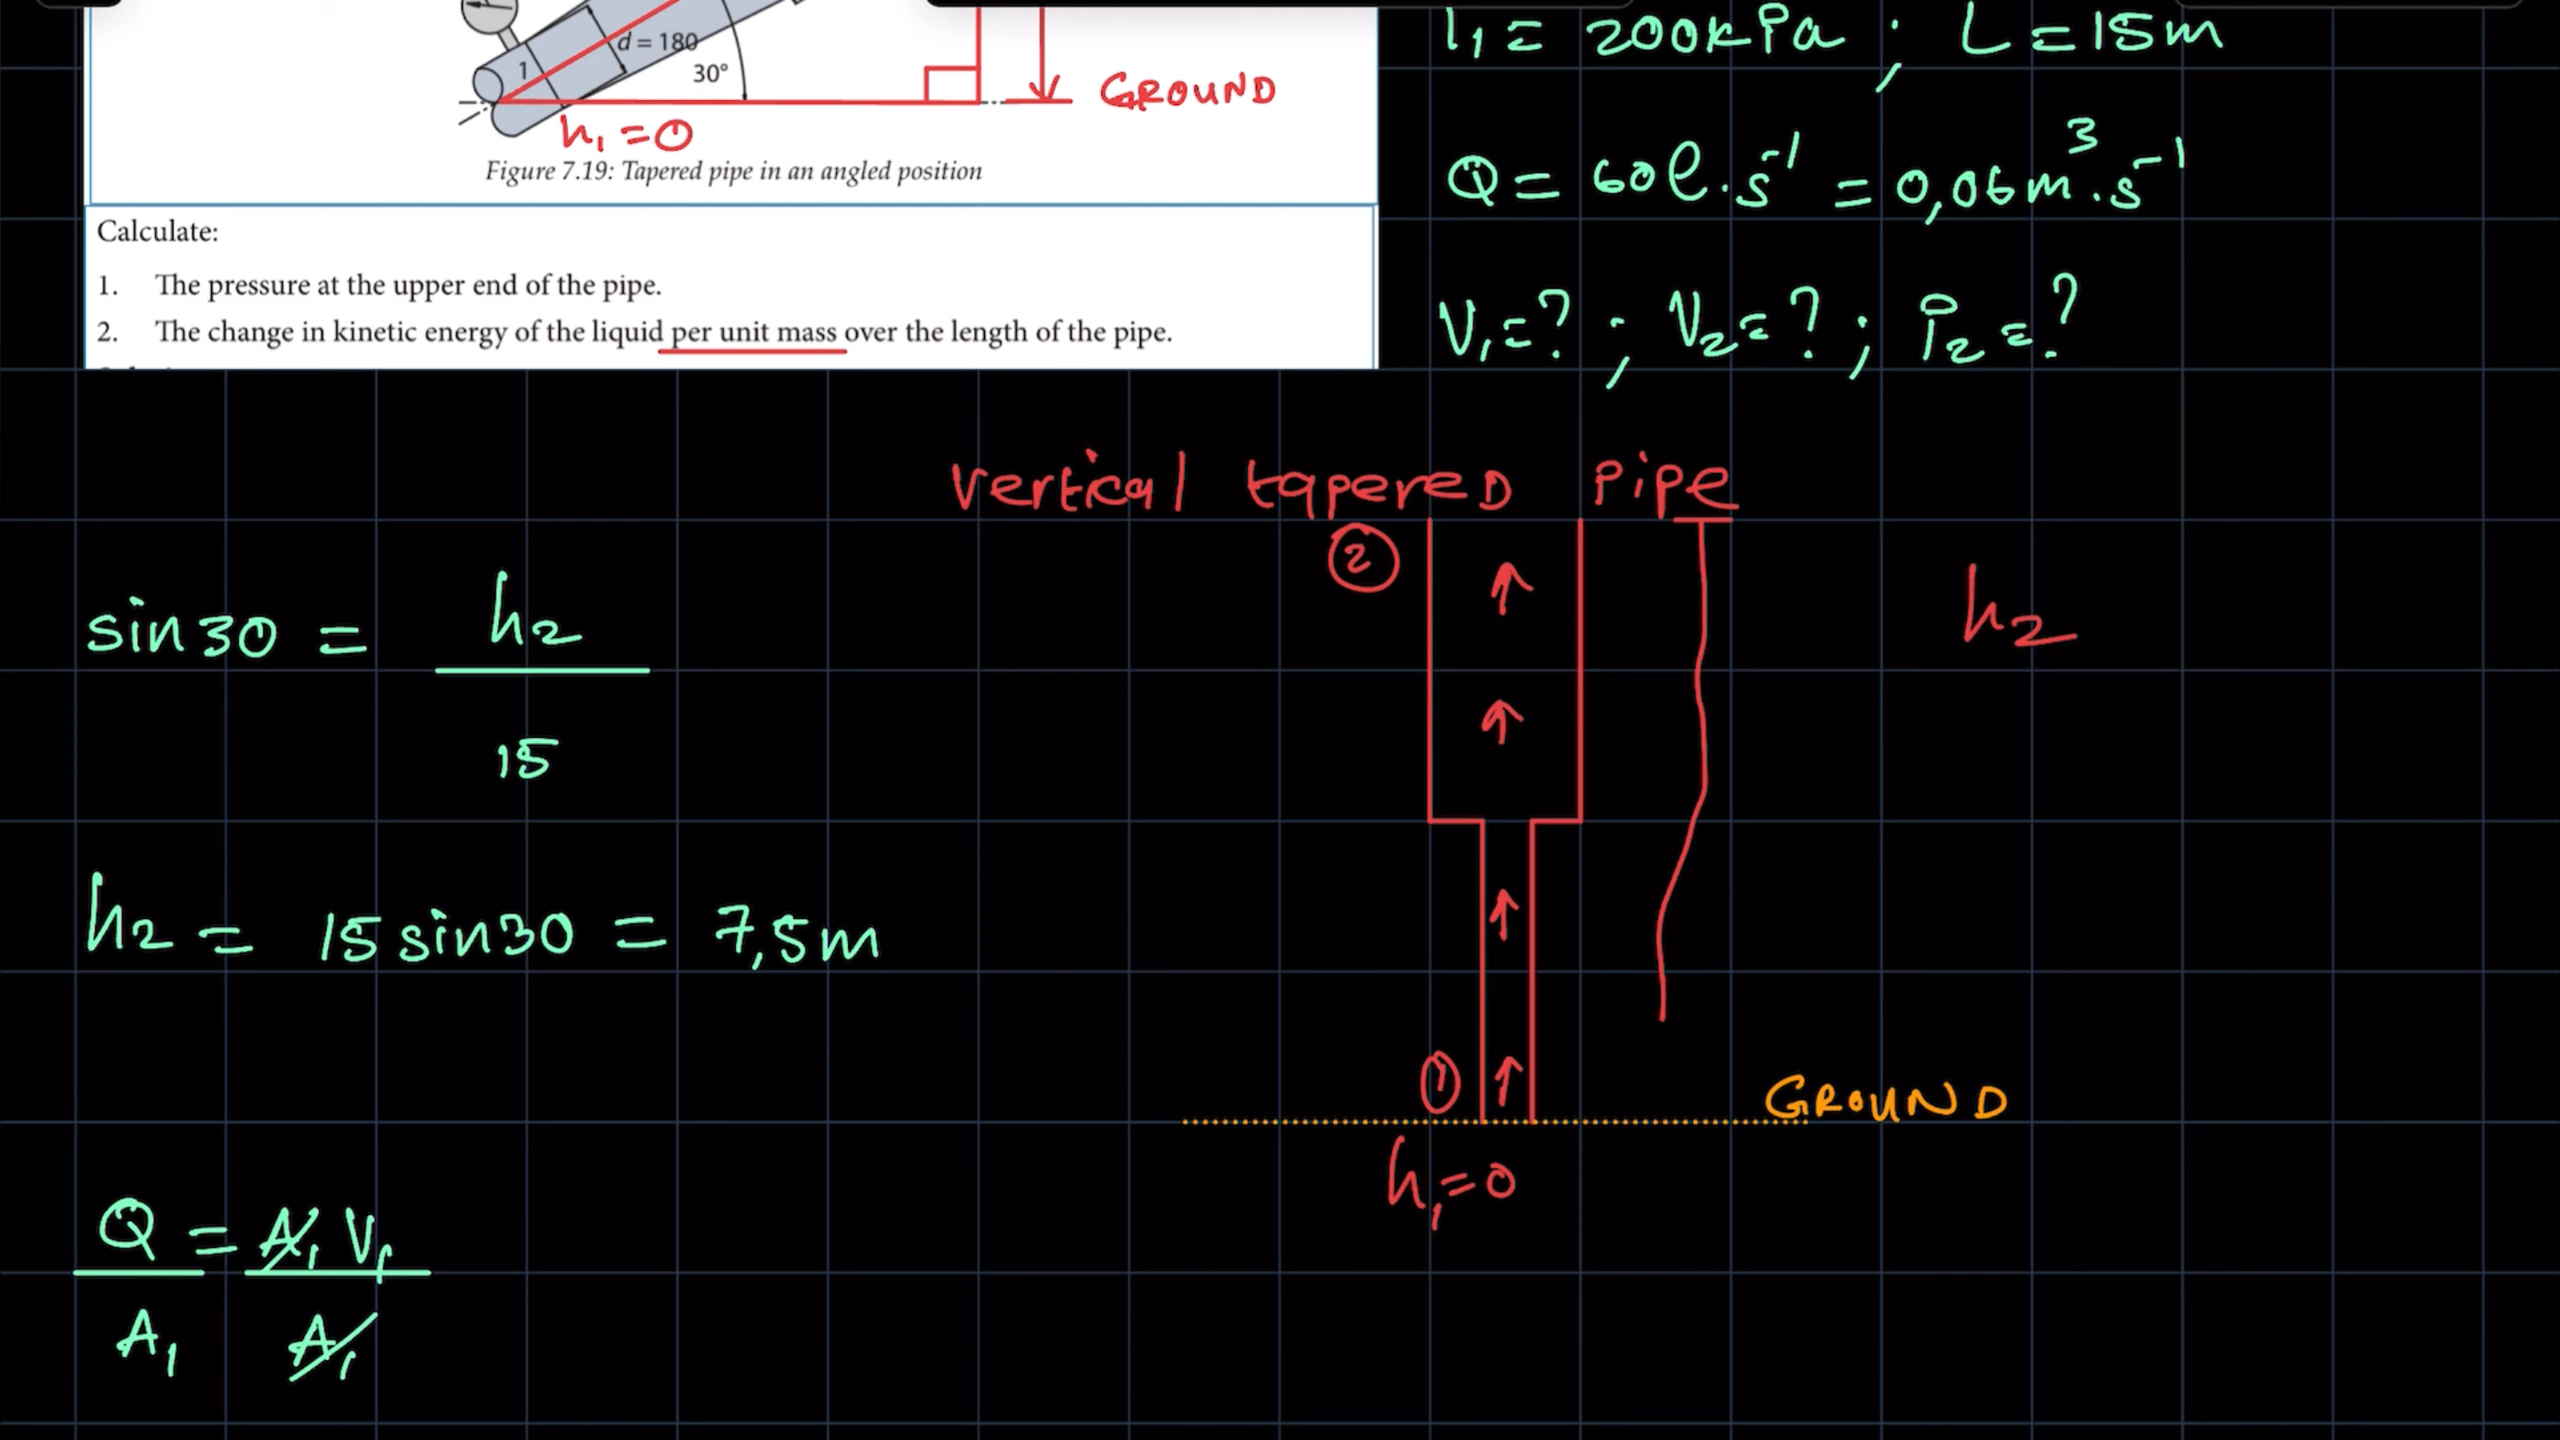 d = 180
1
30°
GROUND
h₁ = 0
Figure 7.19: Tapered pipe in an angled position
Calculate:
1. The pressure at the upper end of the pipe.
2. The change in kinetic energy of the liquid per unit mass over the length of the pipe.
= 200kPa ; L = 15m
Q = 60ℓ.s⁻¹ = 0,06m³.s⁻¹
V₁=? ; V₂=? ; P₂=?
Vertical tapered pipe
2
h₂
sin30 = h₂
15
h₂ = 15sin30 = 7,5m
1
GROUND
h₁=0
Q = A₁ V₁
A₁ A₁